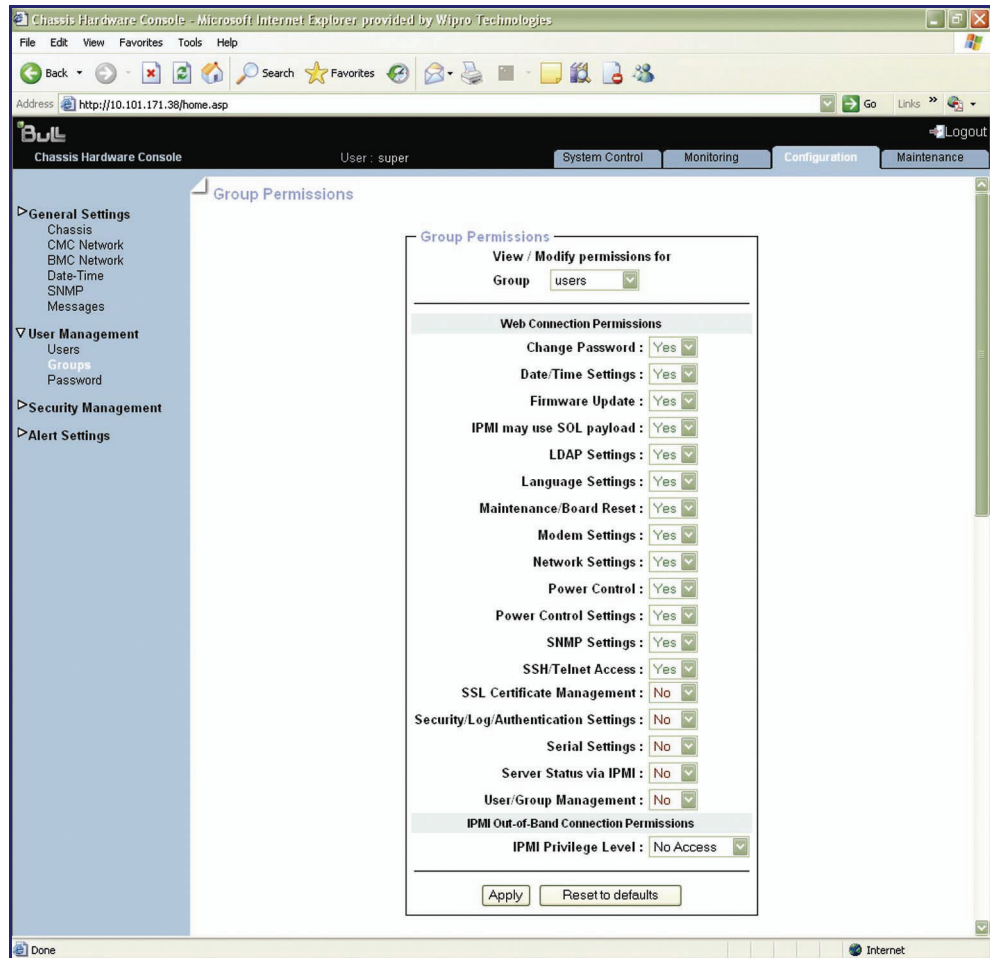 Chassis Hardware Console - Microsoft Internet Explorer provided by Wipro Technologies
File Edit View Favorites Tools Help
Back Search Favorites
Address http://10.101.171.38/home.asp Go Links »
Bull Logout
Chassis Hardware Console User : super System Control Monitoring Configuration Maintenance
General Settings
Chassis
CMC Network
BMC Network
Date-Time
SNMP
Messages
User Management
Users
Groups
Password
Security Management
Alert Settings
Group Permissions
Group Permissions
View / Modify permissions for
Group users
Web Connection Permissions
Change Password : Yes
Date/Time Settings : Yes
Firmware Update : Yes
IPMI may use SOL payload : Yes
LDAP Settings : Yes
Language Settings : Yes
Maintenance/Board Reset : Yes
Modem Settings : Yes
Network Settings : Yes
Power Control : Yes
Power Control Settings : Yes
SNMP Settings : Yes
SSH/Telnet Access : Yes
SSL Certificate Management : No
Security/Log/Authentication Settings : No
Serial Settings : No
Server Status via IPMI : No
User/Group Management : No
IPMI Out-of-Band Connection Permissions
IPMI Privilege Level : No Access
Apply Reset to defaults
Done Internet